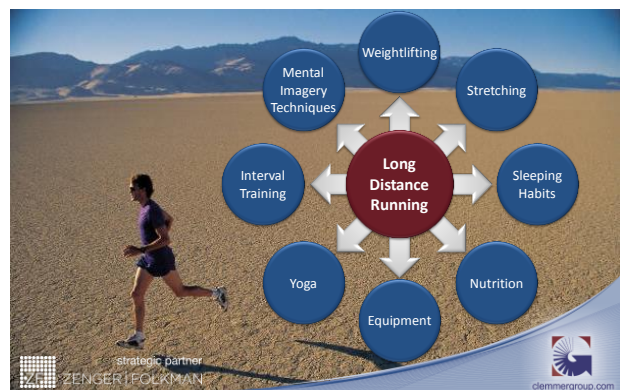 Weightlifting
Mental
Imagery
Techniques
Stretching
Long
Distance
Running
Interval
Training
Sleeping
Habits
Yoga
Nutrition
Equipment
strategic partner
ZF ZENGER|FOLKMAN
clemmergroup.com